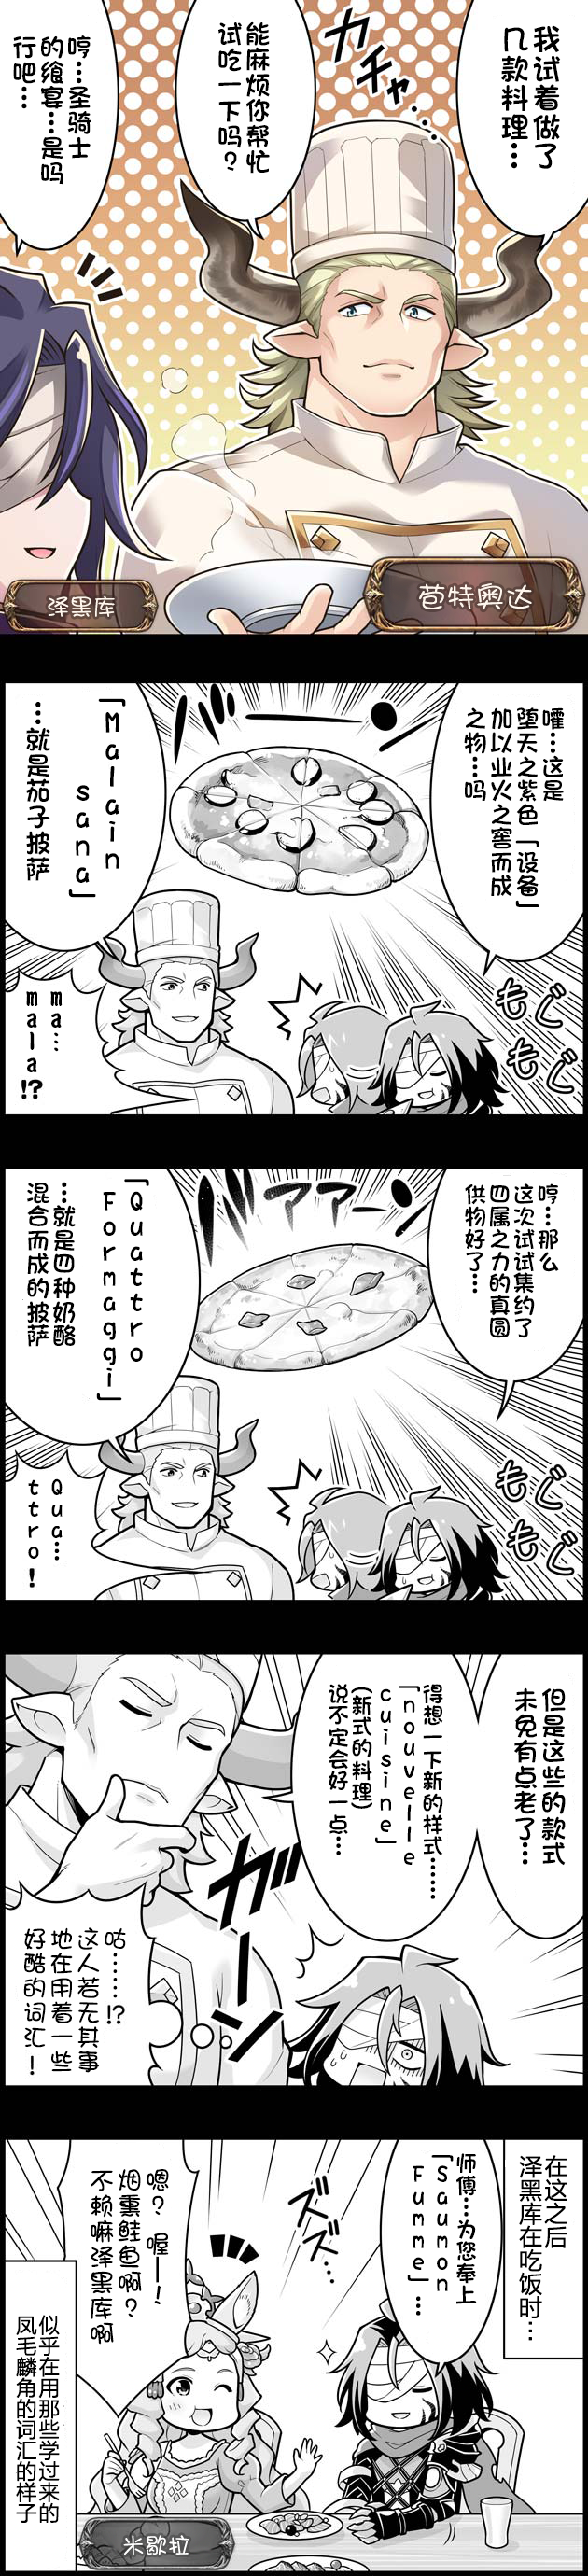 我试着做了
几款料理…
カチャ…
能麻烦你帮忙
试吃一下吗？
哼…圣骑士
的飨宴…是吗
行吧…
苞特奥达
泽黑库
嚯…这是
堕天之紫色「设备」
加以业火之窖而成
之物…吗
「Malain
sana」
…就是茄子披萨
もじ
もじ
ma…
mala!?
哼…那么
这次试试集约了
四属之力的真圆
供物好了…
ドドァァーン
「Quattro
Formaggi」
…就是四种奶酪
混合而成的披萨
もじ
もじ
Qua…
ttro!
但是这些的款式
未免有点老了…
得想一下新的样式……
「nouvelle
cuisine」
(新式的料理)
说不定会好一点…
ガーン
咕……!?
这人若无其事
地在用着一些
好酷的词汇！
在这之后
泽黑库在吃饭时…
师傅…为您奉上
「Saumon
Fumme」…
ズズ…
嗯？喔ー!
烟熏鲑鱼啊？
不赖嘛泽黑库啊
似乎在用那些学过来的
凤毛麟角的词汇的样子
米歇拉